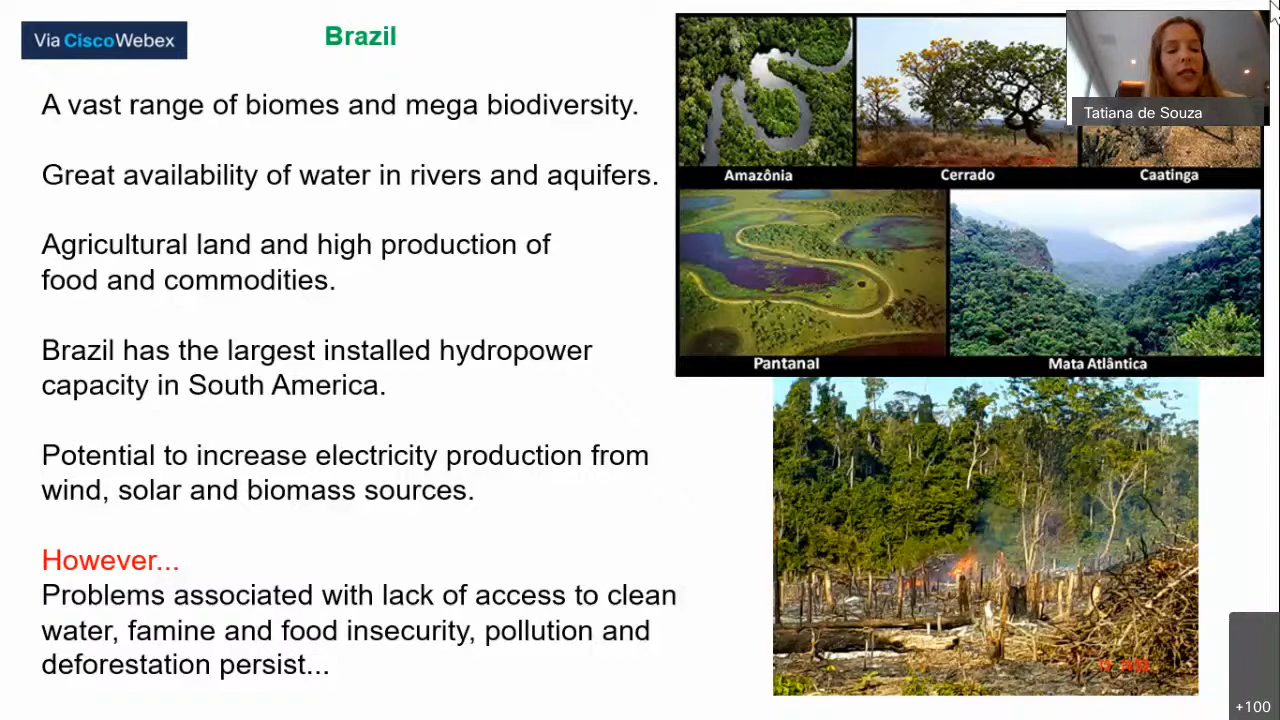 Via CiscoWebex
Brazil
A vast range of biomes and mega biodiversity.
Great availability of water in rivers and aquifers.
Agricultural land and high production of
food and commodities.
Brazil has the largest installed hydropower
capacity in South America.
Potential to increase electricity production from
wind, solar and biomass sources.
However...
Problems associated with lack of access to clean
water, famine and food insecurity, pollution and
deforestation persist...
Tatiana de Souza
Amazônia
Cerrado
Caatinga
Pantanal
Mata Atlântica
+100